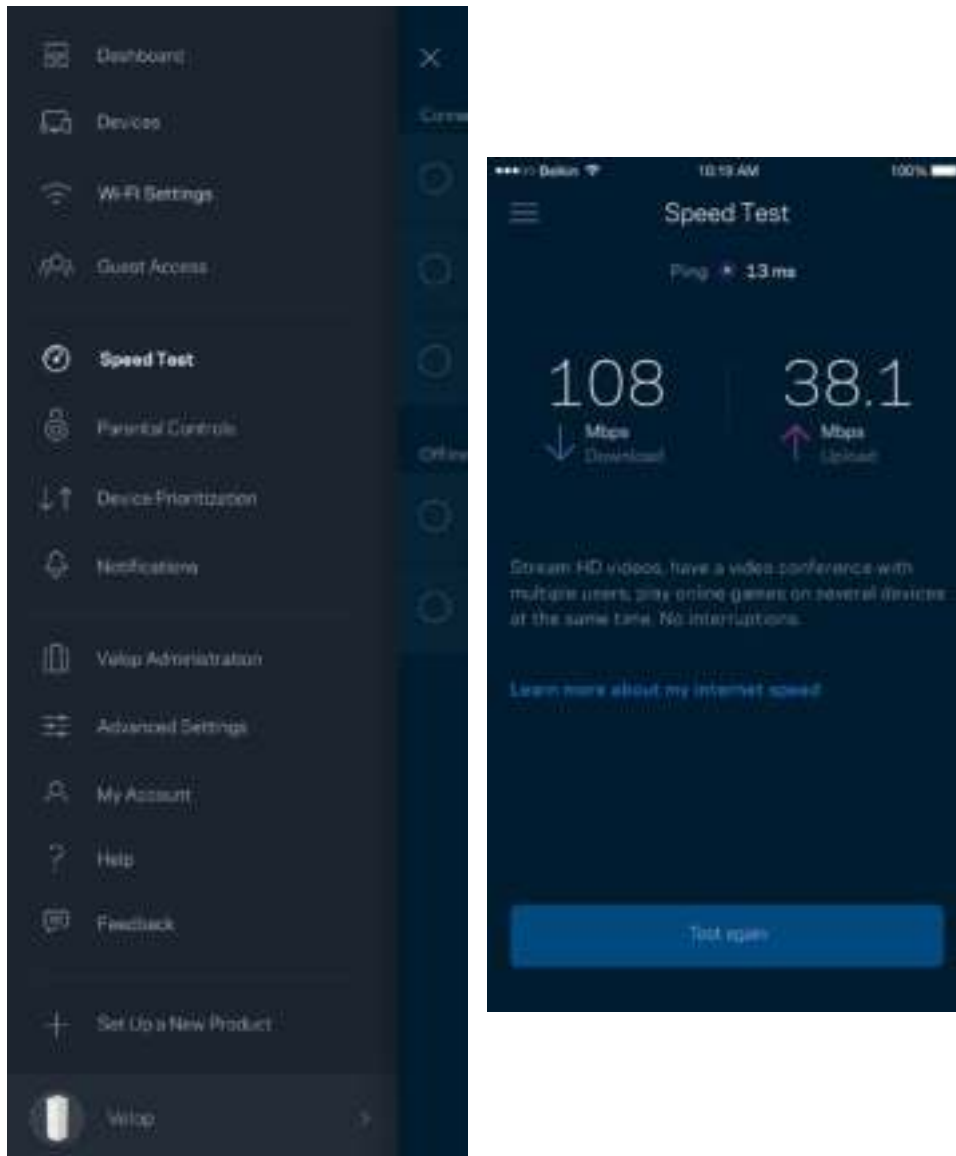 Dashboard
Devices
Wi-Fi Settings
Guest Access
Speed Test
Parental Controls
Device Prioritization
Notifications
Velop Administration
Advanced Settings
My Account
Help
Feedback
Set Up a New Product
Velop
Conne
Offline
Belkin
10:19 AM
100%
Speed Test
Ping 13 ms
108
Mbps
Download
38.1
Mbps
Upload
Stream HD videos, have a video conference with
multiple users, play online games on several devices
at the same time. No interruptions.
Learn more about my internet speed
Test again